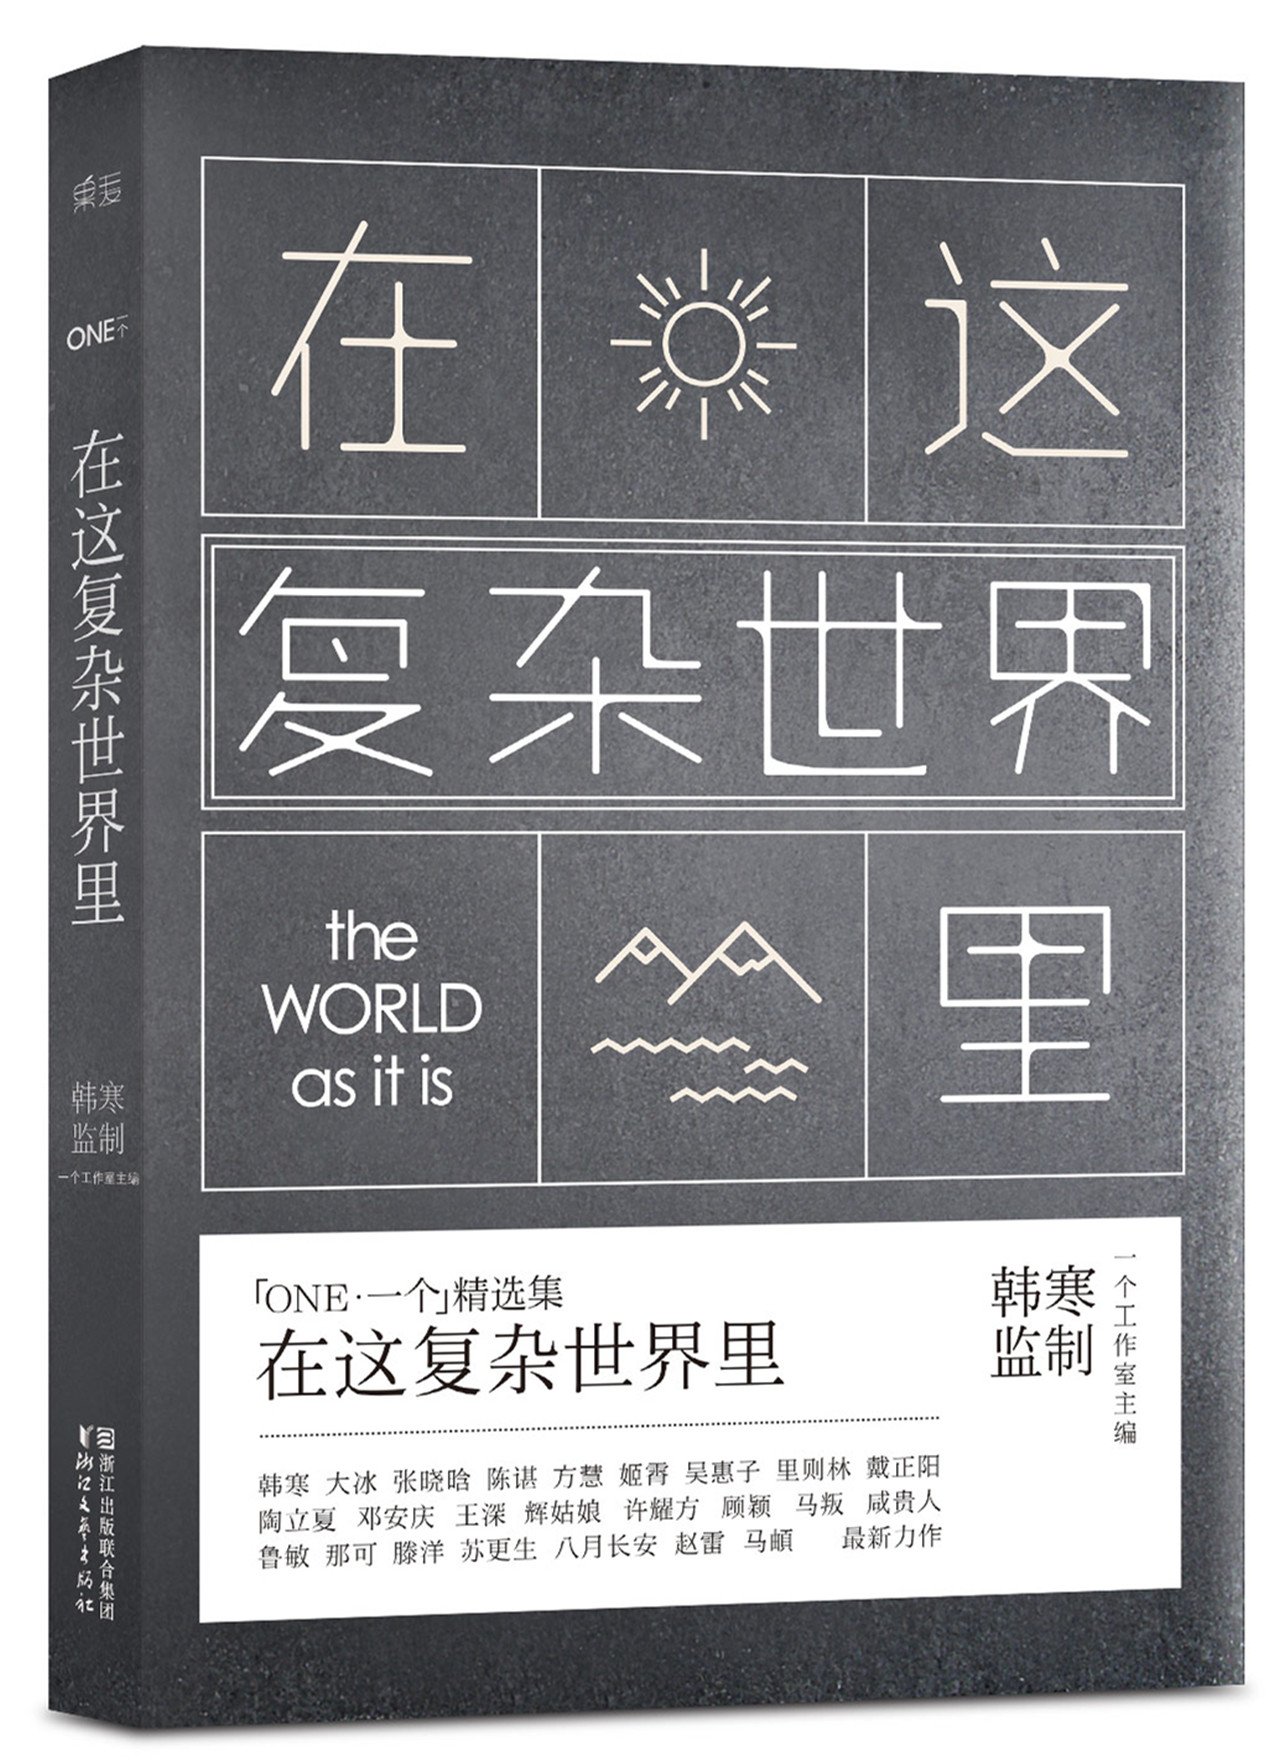 果麦
ONE一个
在这复杂世界里
韩寒
监制
一个工作室主编
浙江文艺出版社
浙江出版联合集团
在这
复杂世界
里
the
WORLD
as it is
「ONE·一个」精选集
在这复杂世界里
韩寒
监制
一个工作室主编
韩寒 大冰 张晓晗 陈谌 方慧 姬霄 吴惠子 里则林 戴正阳
陶立夏 邓安庆 王深 辉姑娘 许耀方 顾颖 马叛 咸贵人
鲁敏 那可 滕洋 苏更生 八月长安 赵雷 马頔 最新力作